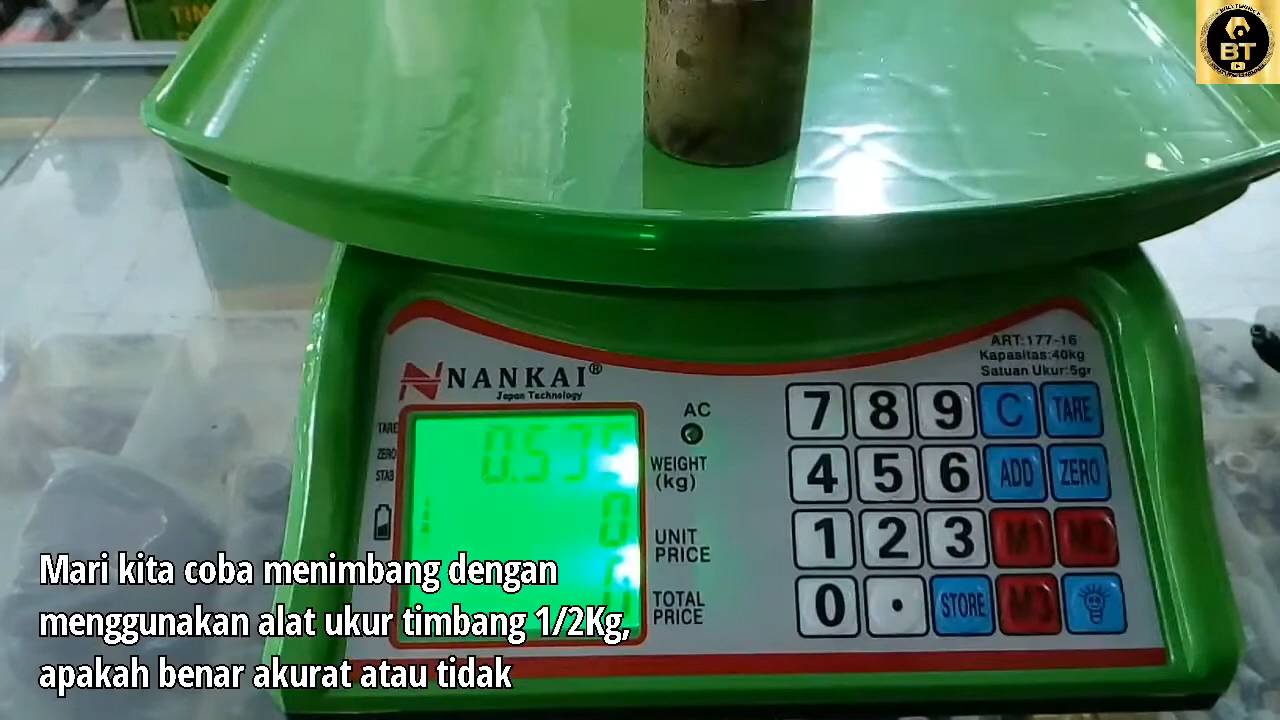 BT
NANKAI®
Japan Technology
ART:177-16
Kapasitas:40kg
Satuan Ukur:5gr
TARE
ZERO
STAB
AC
WEIGHT
(kg)
0
UNIT
PRICE
TOTAL
PRICE
7 8 9 C TARE
4 5 6 ADD ZERO
1 2 3 M1 M2
0 . STORE M3
Mari kita coba menimbang dengan
menggunakan alat ukur timbang 1/2Kg,
apakah benar akurat atau tidak